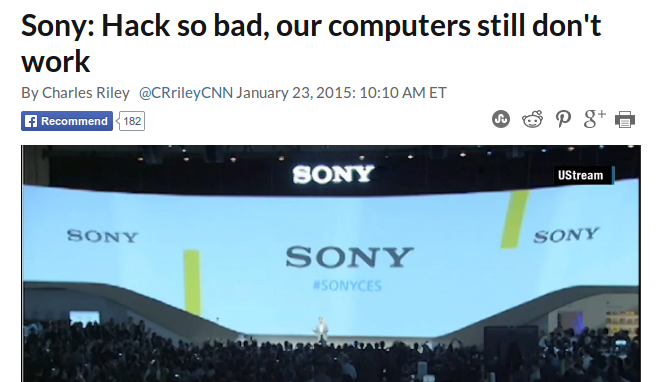 Sony: Hack so bad, our computers still don't
work
By Charles Riley @CRrileyCNN January 23, 2015: 10:10 AM ET
Recommend 182
SONY
UStream
SONY
SONY
SONY
#SONYCES